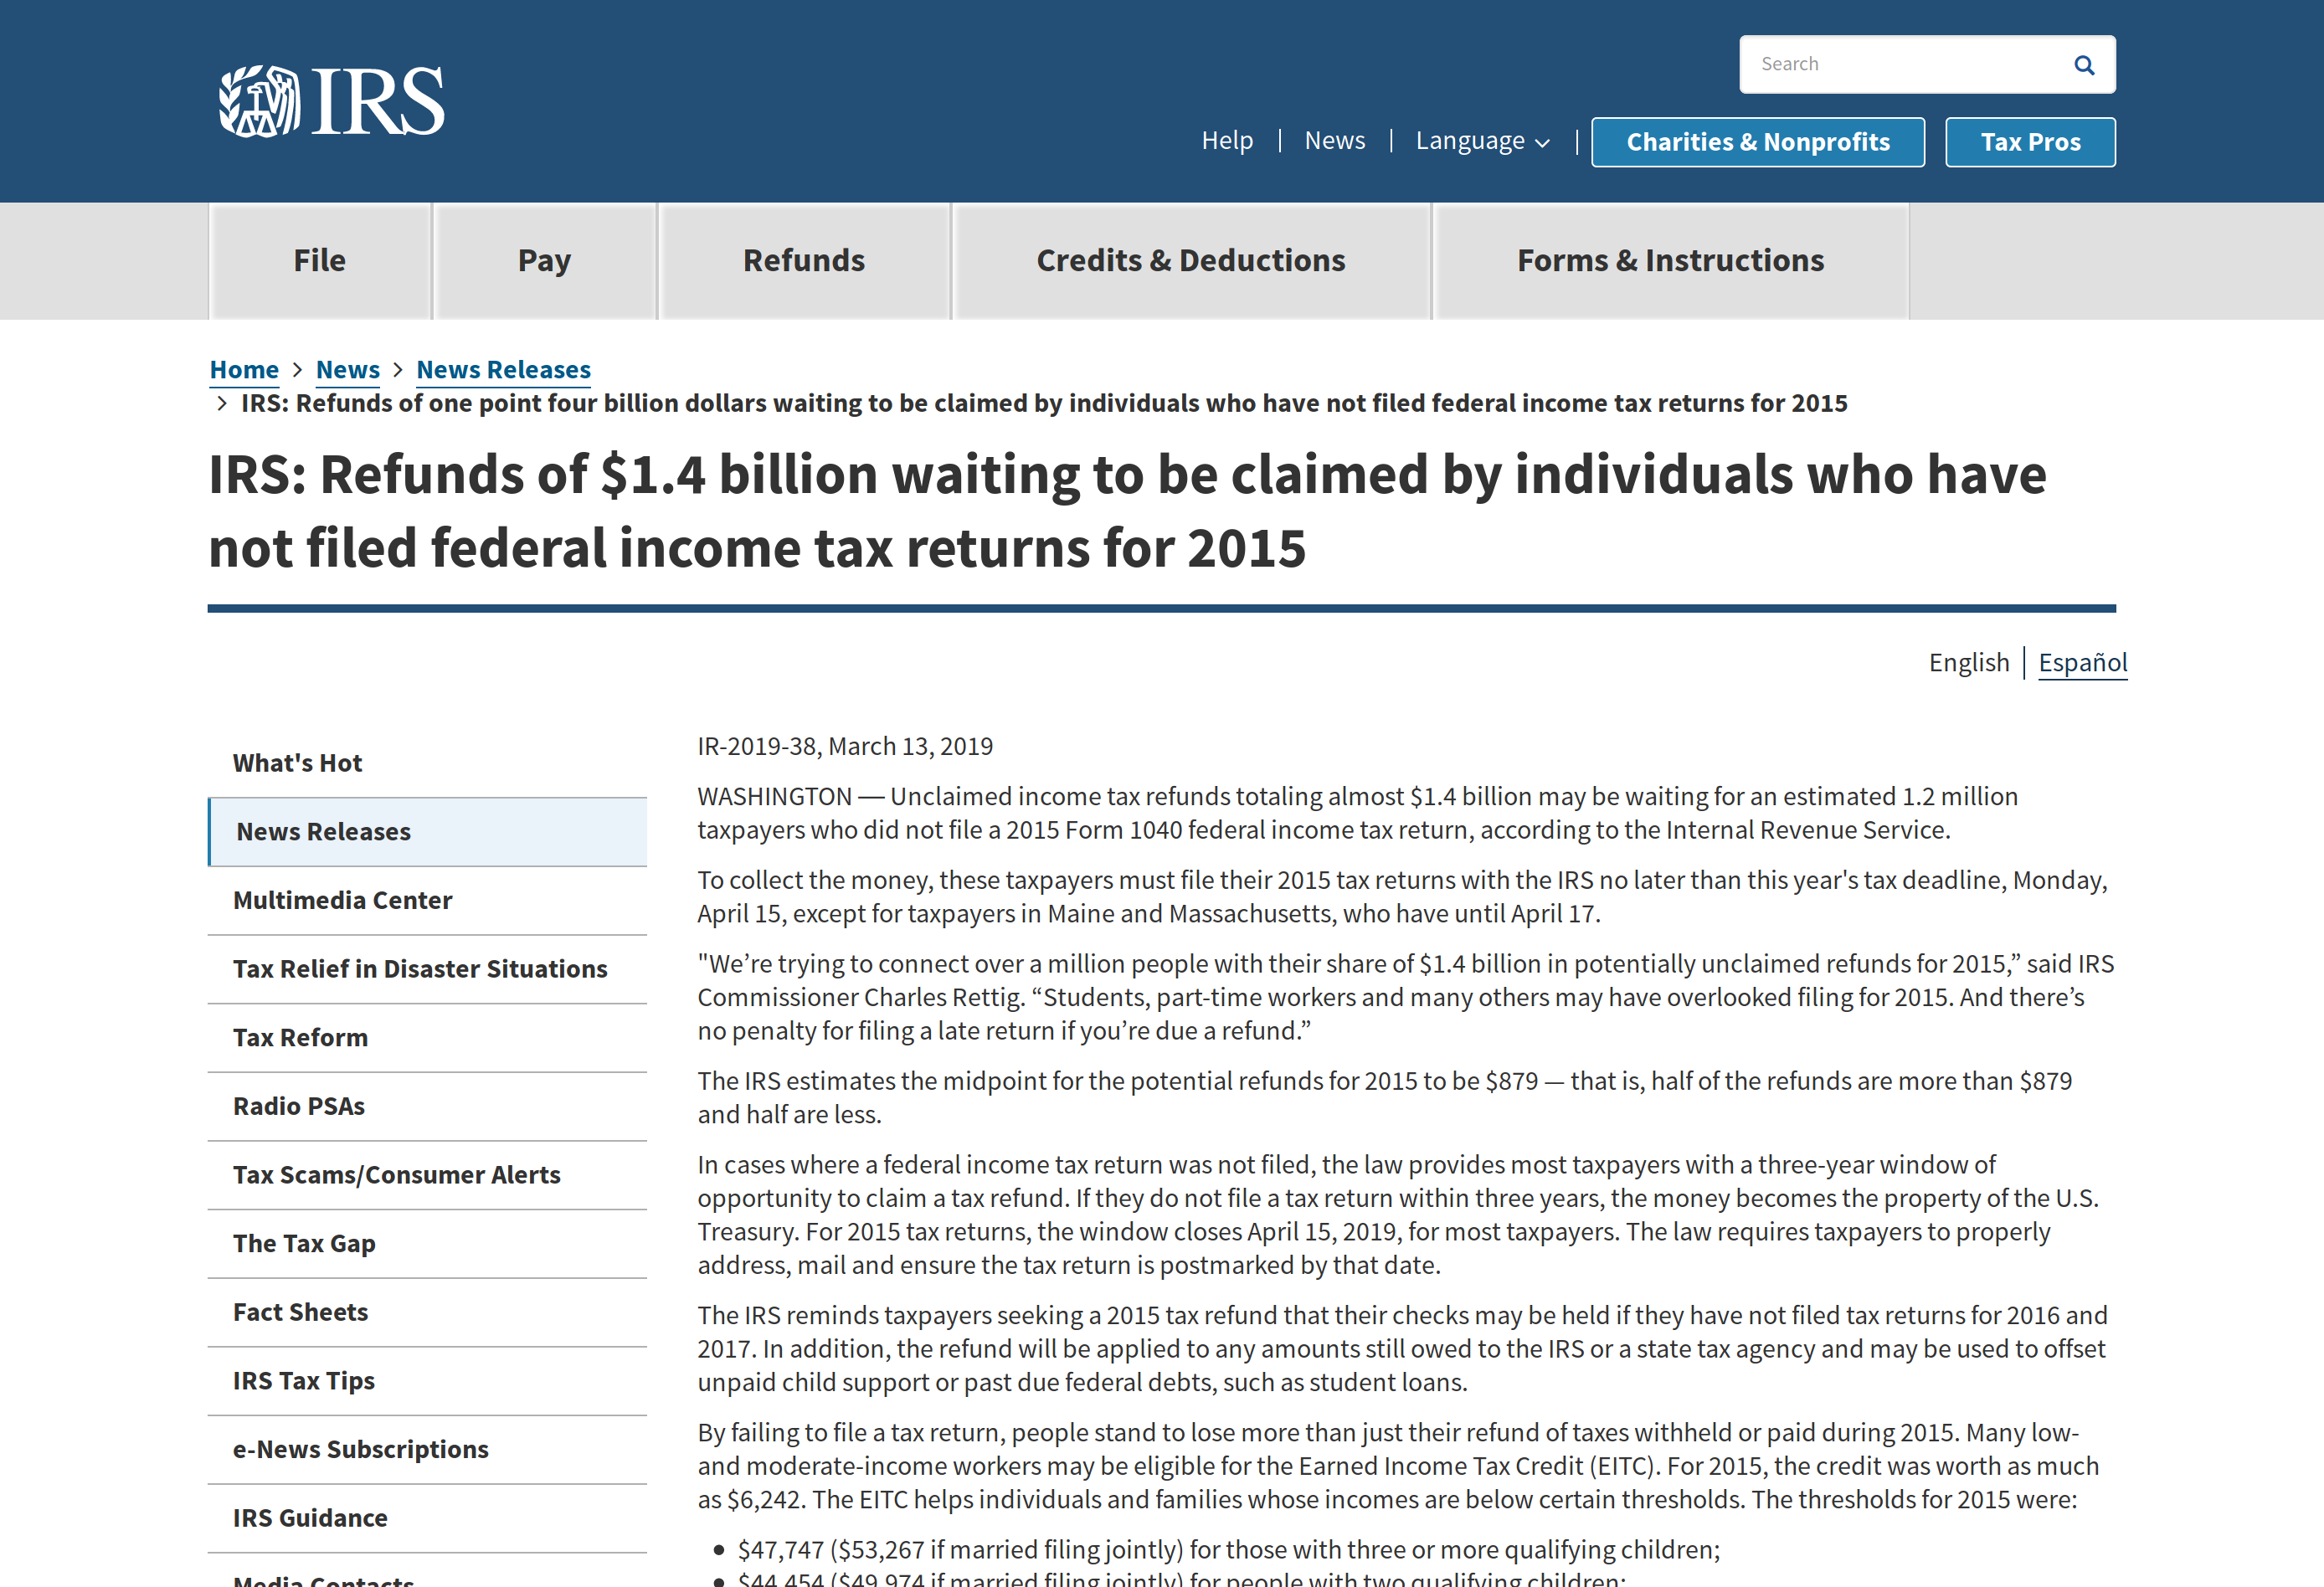 IRS
Search
Help
News
Language
Charities & Nonprofits
Tax Pros
File
Pay
Refunds
Credits & Deductions
Forms & Instructions
Home > News > News Releases
> IRS: Refunds of one point four billion dollars waiting to be claimed by individuals who have not filed federal income tax returns for 2015
IRS: Refunds of $1.4 billion waiting to be claimed by individuals who have
not filed federal income tax returns for 2015
English | Español
What's Hot
News Releases
Multimedia Center
Tax Relief in Disaster Situations
Tax Reform
Radio PSAs
Tax Scams/Consumer Alerts
The Tax Gap
Fact Sheets
IRS Tax Tips
e-News Subscriptions
IRS Guidance
Media Contacts
IR-2019-38, March 13, 2019
WASHINGTON — Unclaimed income tax refunds totaling almost $1.4 billion may be waiting for an estimated 1.2 million
taxpayers who did not file a 2015 Form 1040 federal income tax return, according to the Internal Revenue Service.
To collect the money, these taxpayers must file their 2015 tax returns with the IRS no later than this year's tax deadline, Monday,
April 15, except for taxpayers in Maine and Massachusetts, who have until April 17.
"We’re trying to connect over a million people with their share of $1.4 billion in potentially unclaimed refunds for 2015,” said IRS
Commissioner Charles Rettig. “Students, part-time workers and many others may have overlooked filing for 2015. And there’s
no penalty for filing a late return if you’re due a refund.”
The IRS estimates the midpoint for the potential refunds for 2015 to be $879 — that is, half of the refunds are more than $879
and half are less.
In cases where a federal income tax return was not filed, the law provides most taxpayers with a three-year window of
opportunity to claim a tax refund. If they do not file a tax return within three years, the money becomes the property of the U.S.
Treasury. For 2015 tax returns, the window closes April 15, 2019, for most taxpayers. The law requires taxpayers to properly
address, mail and ensure the tax return is postmarked by that date.
The IRS reminds taxpayers seeking a 2015 tax refund that their checks may be held if they have not filed tax returns for 2016 and
2017. In addition, the refund will be applied to any amounts still owed to the IRS or a state tax agency and may be used to offset
unpaid child support or past due federal debts, such as student loans.
By failing to file a tax return, people stand to lose more than just their refund of taxes withheld or paid during 2015. Many low-
and moderate-income workers may be eligible for the Earned Income Tax Credit (EITC). For 2015, the credit was worth as much
as $6,242. The EITC helps individuals and families whose incomes are below certain thresholds. The thresholds for 2015 were:
• $47,747 ($53,267 if married filing jointly) for those with three or more qualifying children;
• $44,454 ($49,974 if married filing jointly) for people with two qualifying children;